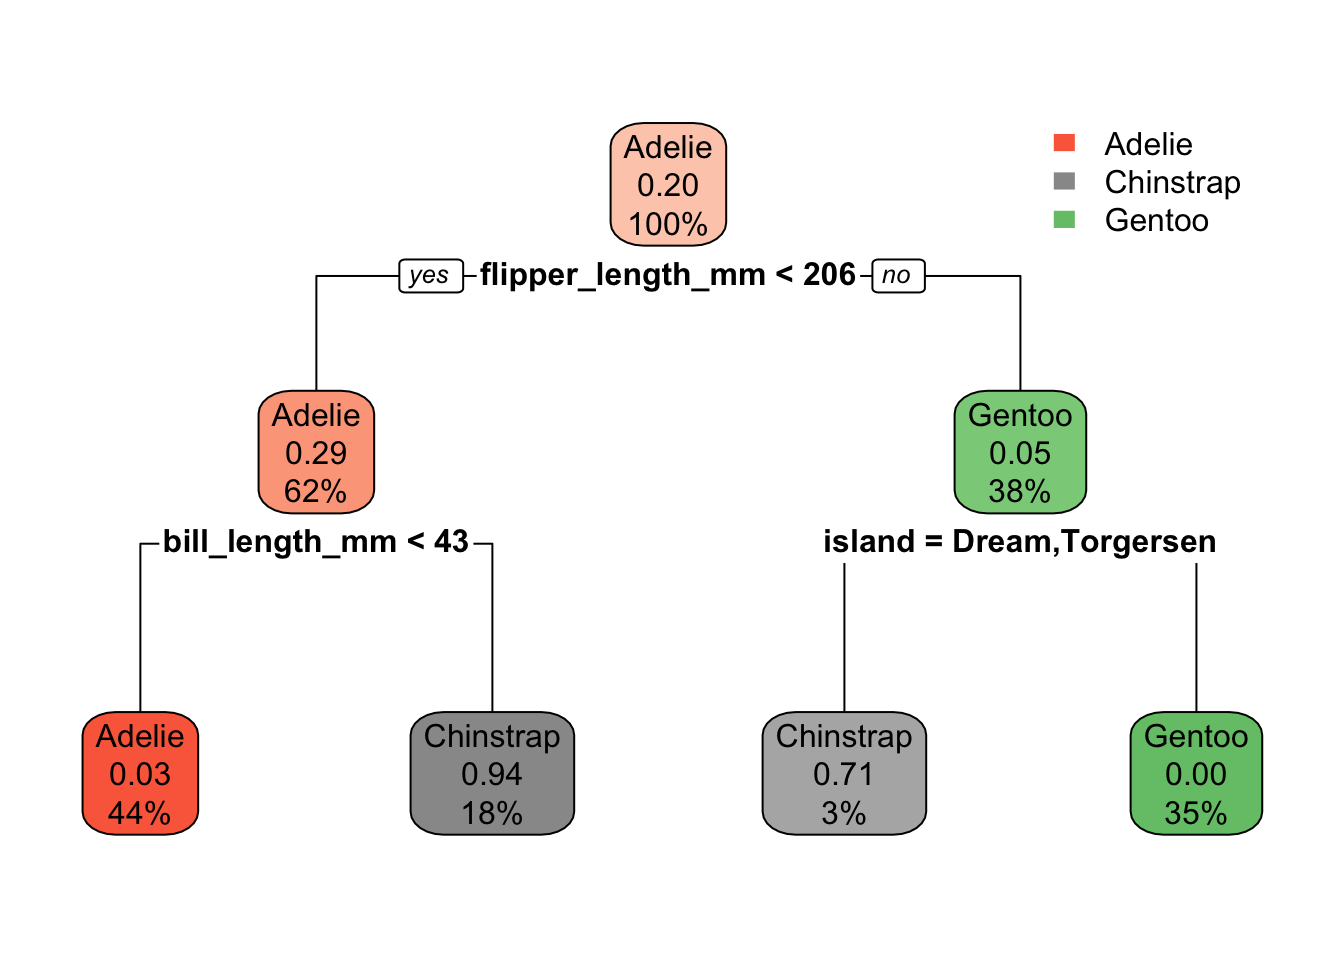 Adelie
0.20
100%
Adelie
Chinstrap
Gentoo
yes flipper_length_mm < 206 no
Adelie
0.29
62%
Gentoo
0.05
38%
bill_length_mm < 43
island = Dream,Torgersen
Adelie
0.03
44%
Chinstrap
0.94
18%
Chinstrap
0.71
3%
Gentoo
0.00
35%